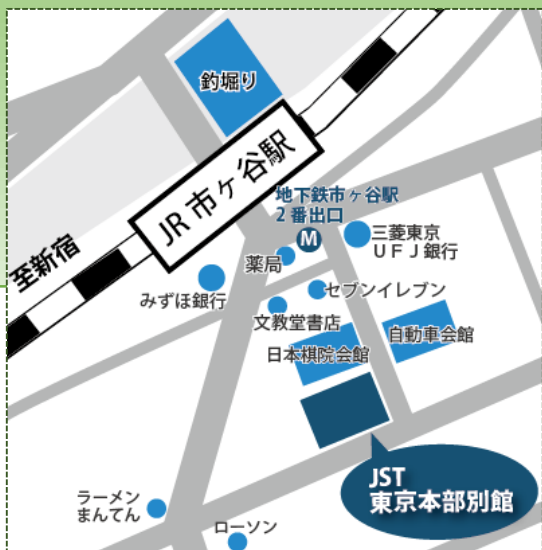 釣堀り
JR 市ヶ谷駅
地下鉄市ヶ谷駅
2 番出口
M
三菱東京
ＵＦＪ銀行
薬局
至新宿
みずほ銀行
セブンイレブン
文教堂書店
自動車会館
日本棋院会館
JST
東京本部別館
ラーメン
まんてん
ローソン